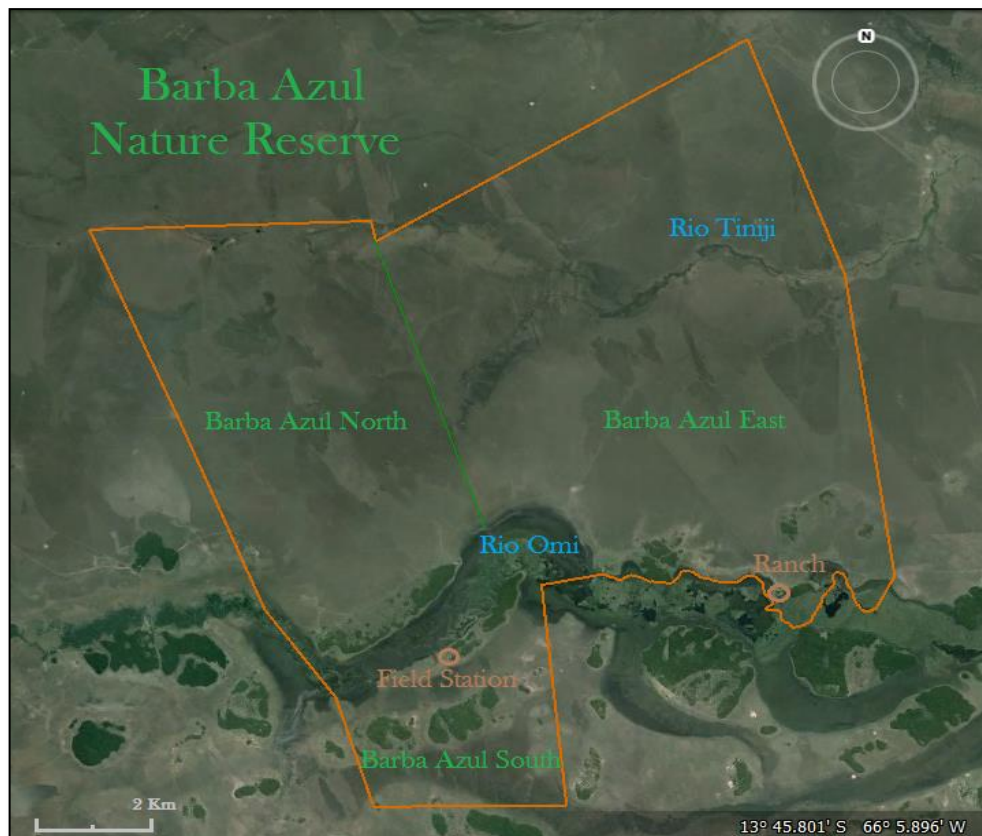 Barba Azul
Nature Reserve
N
Rio Tiniji
Barba Azul North
Barba Azul East
Rio Omi
Ranch
Field Station
Barba Azul South
2 Km
13° 45.801' S 66° 5.896' W